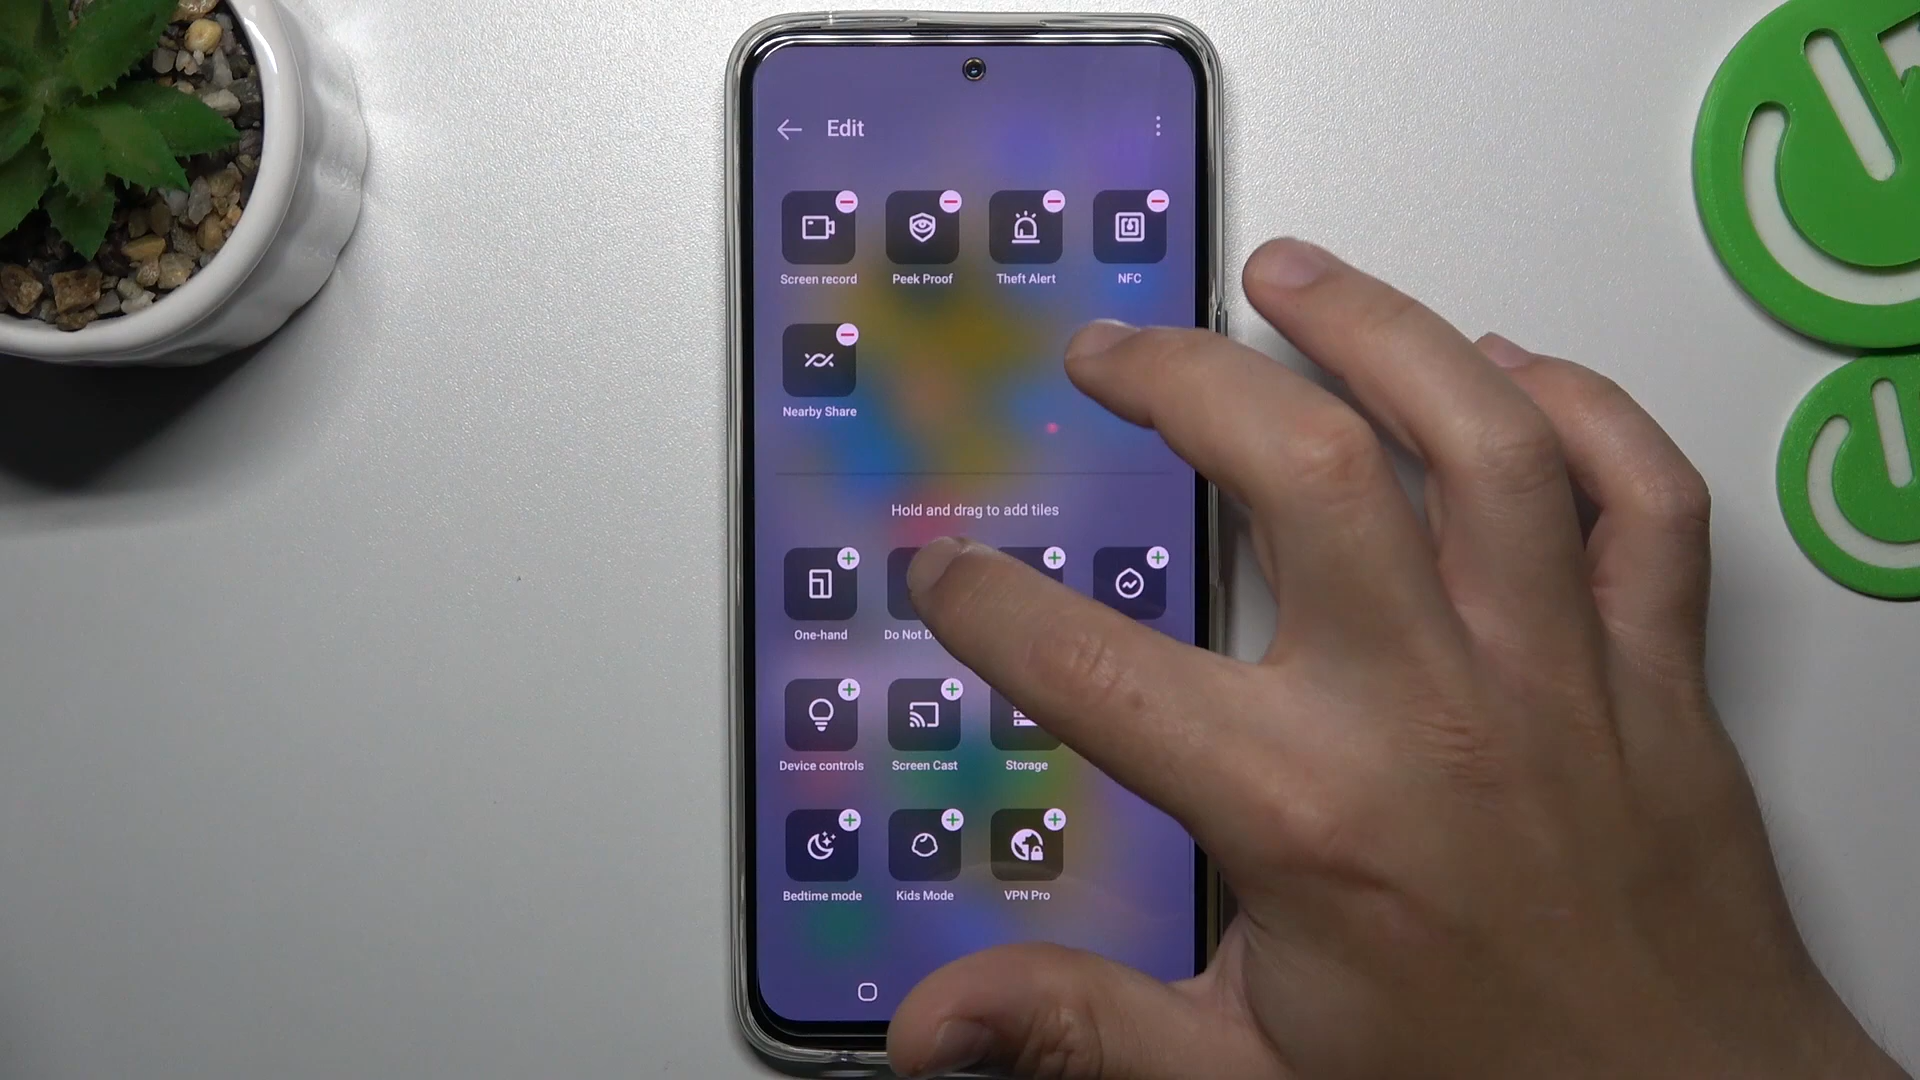 Edit
Screen record
Peek Proof
Theft Alert
NFC
Nearby Share
Hold and drag to add tiles
One-hand
Do Not
Device controls
Screen Cast
Storage
Bedtime mode
Kids Mode
VPN Pro